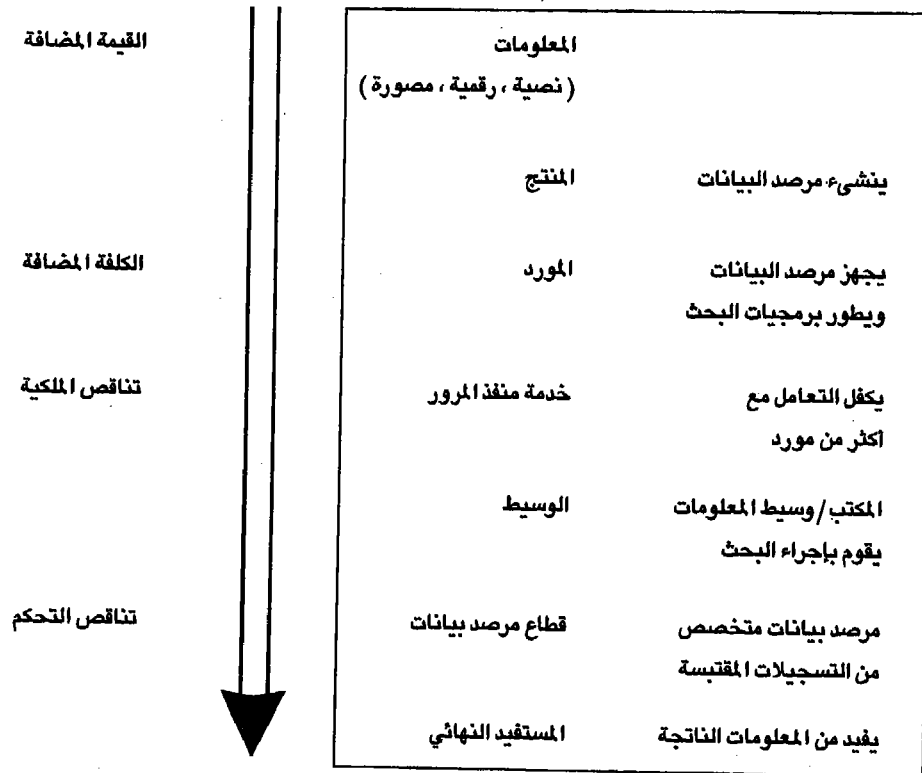 المعلومات
القيمة المضافة
(نصية ، رقمية ، مصورة)
ينشىء مرصد البيانات
المنتج
يجهز مرصد البيانات
المورد
الكلفة المضافة
ويطور برمجيات البحث
يكفل التعامل مع
خدمة منفذ المرور
تناقص الملكية
أكثر من مورد
المكتب/وسيط المعلومات
الوسيط
يقوم بإجراء البحث
مرصد بيانات متخصص
قطاع مرصد بيانات
تناقص التحكم
من التسجيلات المقتبسة
يفيد من المعلومات الناتجة
المستفيد النهائي